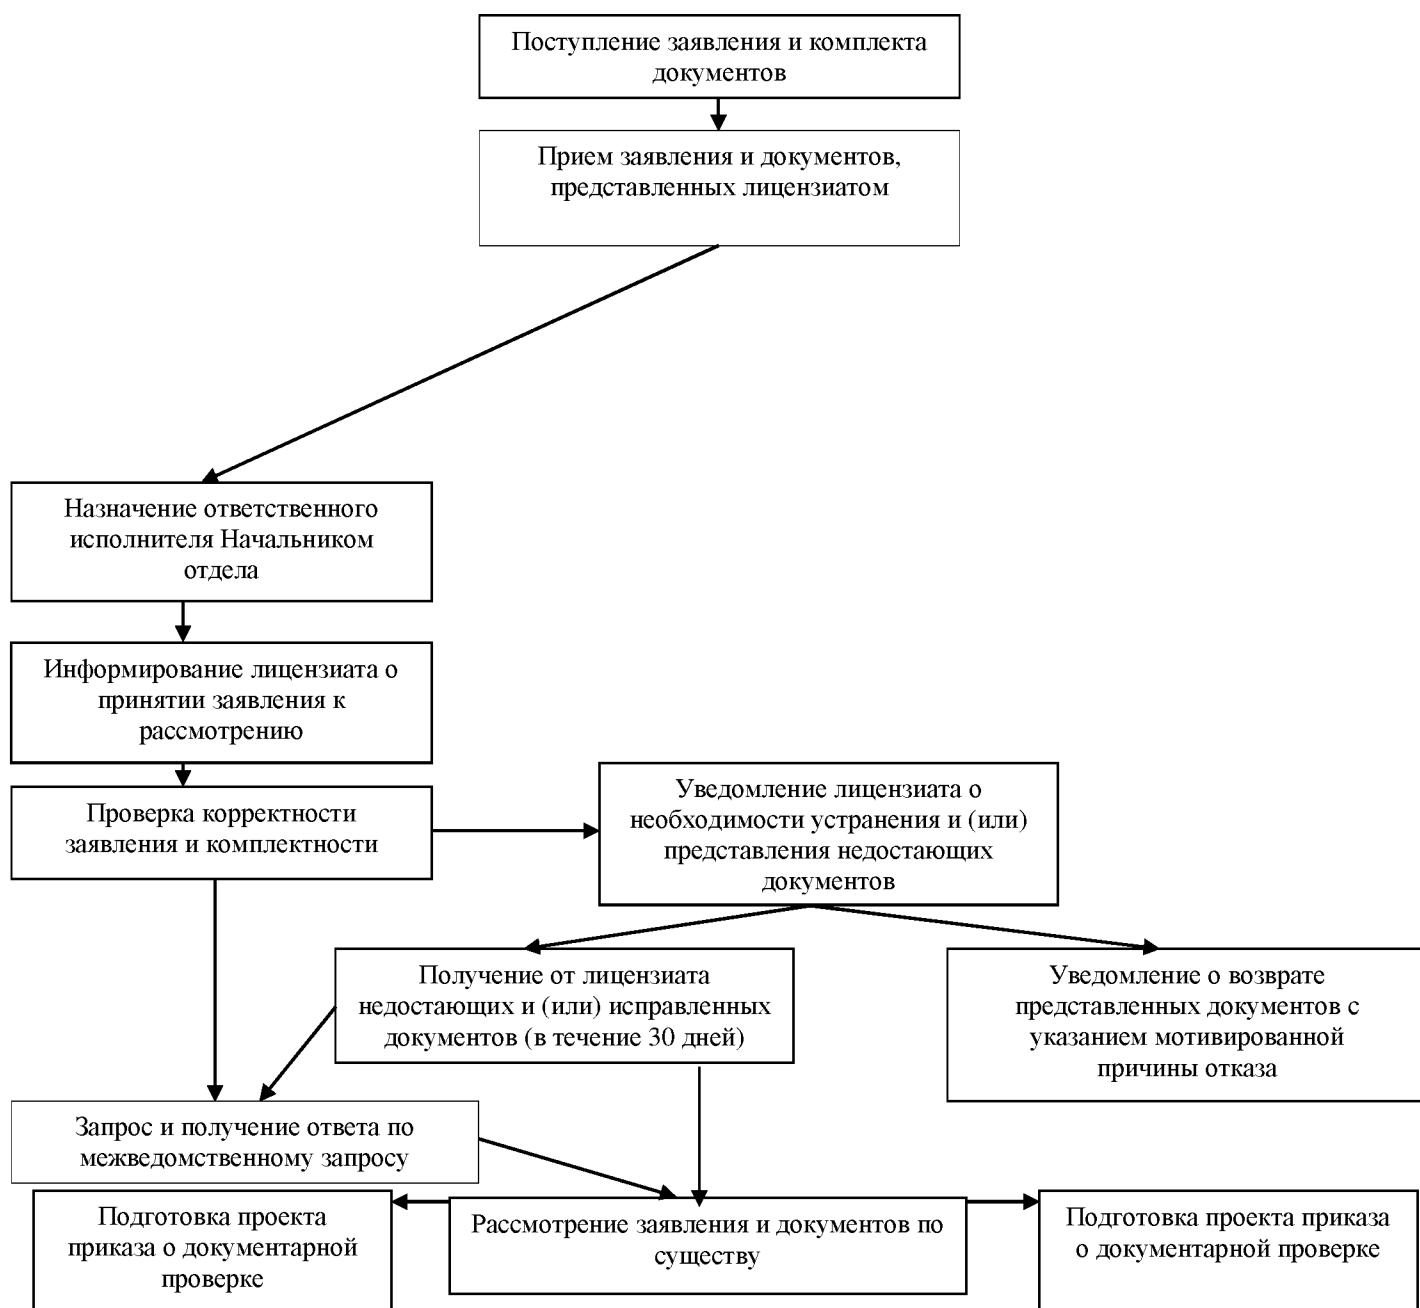 Поступление заявления и комплекта
документов
Прием заявления и документов,
представленных лицензиатом
Назначение ответственного
исполнителя Начальником
отдела
Информирование лицензиата о
принятии заявления к
рассмотрению
Проверка корректности
заявления и комплектности
Уведомление лицензиата о
необходимости устранения и (или)
представления недостающих
документов
Получение от лицензиата
недостающих и (или) исправленных
документов (в течение 30 дней)
Уведомление о возврате
представленных документов с
указанием мотивированной
причины отказа
Запрос и получение ответа по
межведомственному запросу
Подготовка проекта
приказа о документарной
проверке
Рассмотрение заявления и документов по
существу
Подготовка проекта приказа
о документарной проверке